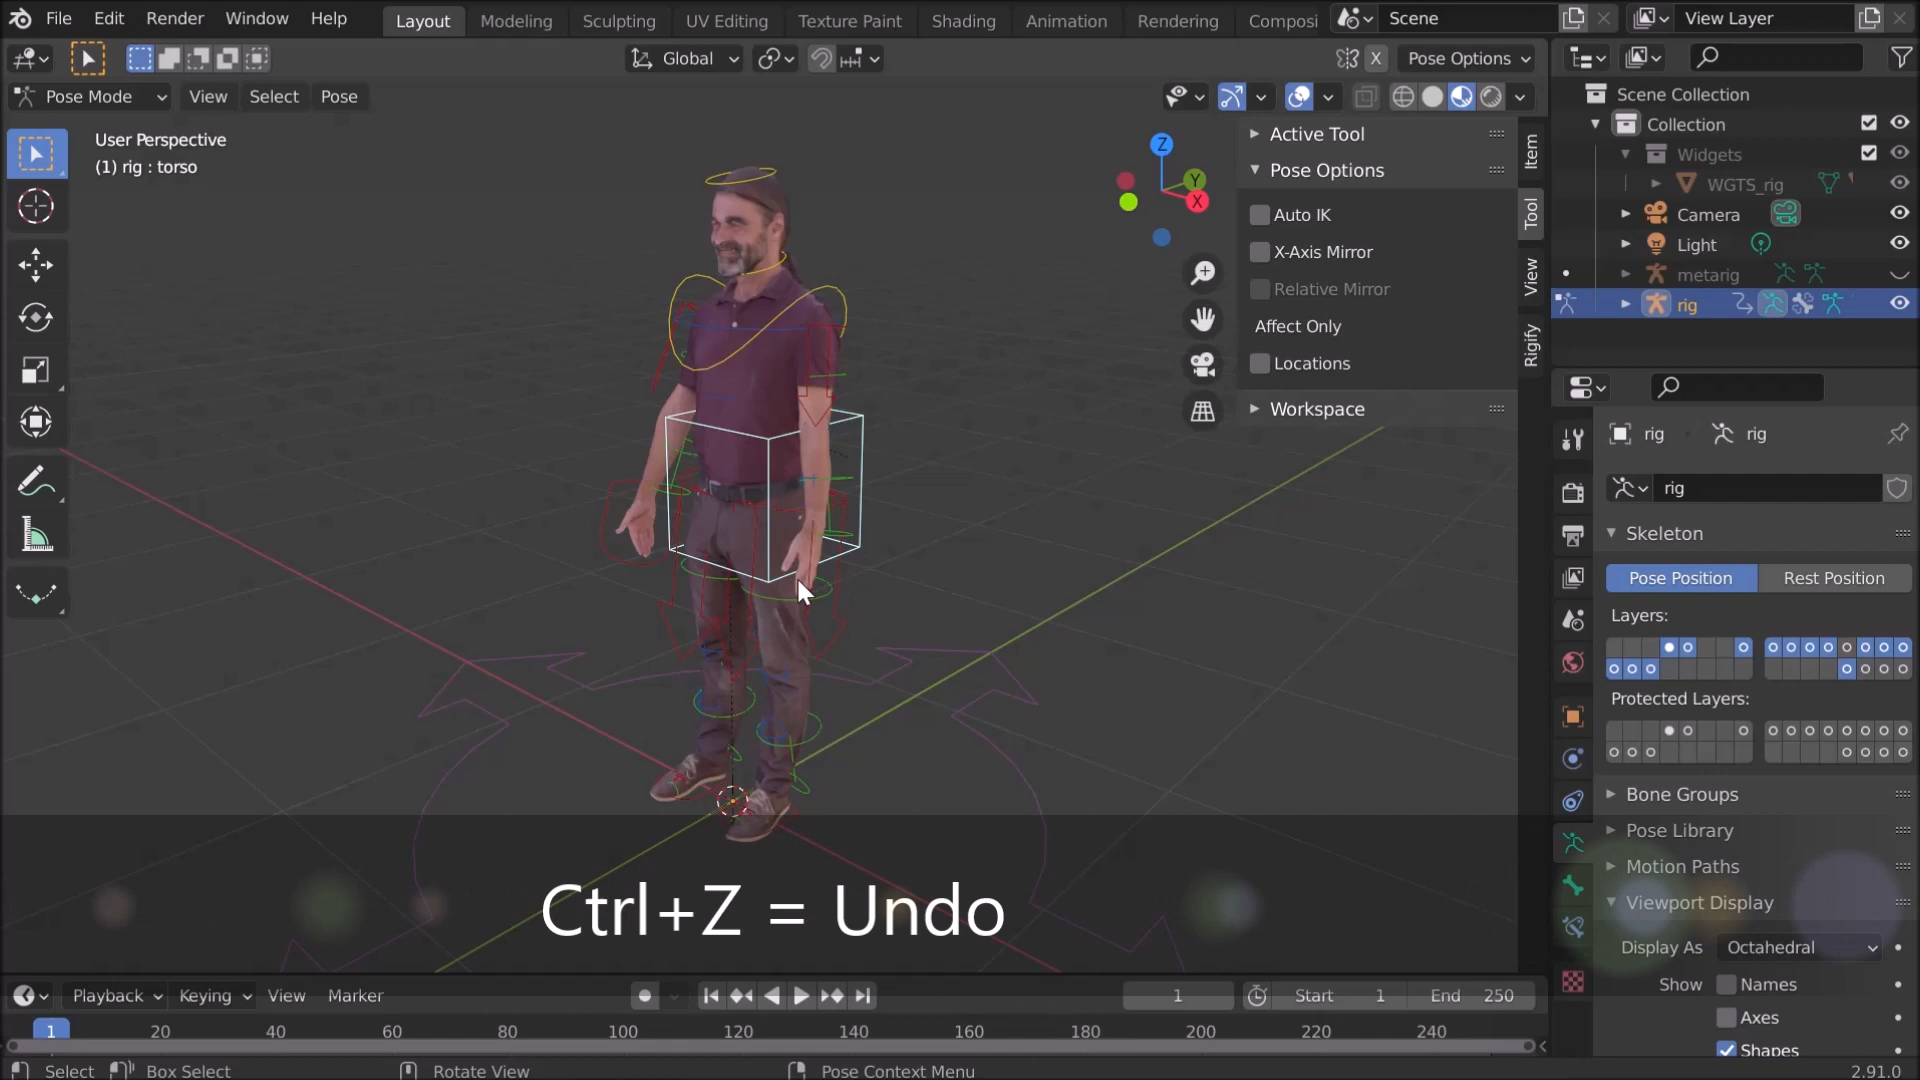 File Edit Render Window Help Layout Modeling Sculpting UV Editing Texture Paint Shading Animation Rendering Composi Scene View Layer
Global X Pose Options
Pose Mode View Select Pose
User Perspective
(1) rig : torso
Z
Y
X
Active Tool
Pose Options
Auto IK
X-Axis Mirror
Relative Mirror
Affect Only
Locations
Workspace
Item
Tool
View
Rigify
Scene Collection
Collection
Widgets
WGTS_rig
Camera
Light
metarig
rig
rig rig
rig
Skeleton
Pose Position Rest Position
Layers:
Protected Layers:
Bone Groups
Pose Library
Motion Paths
Viewport Display
Display As Octahedral
Show Names
Axes
Shapes
Ctrl+Z = Undo
Playback Keying View Marker 1 Start 1 End 250
1 20 40 60 80 100 120 140 160 180 200 220 240
Select Box Select Rotate View Pose Context Menu 2.91.0